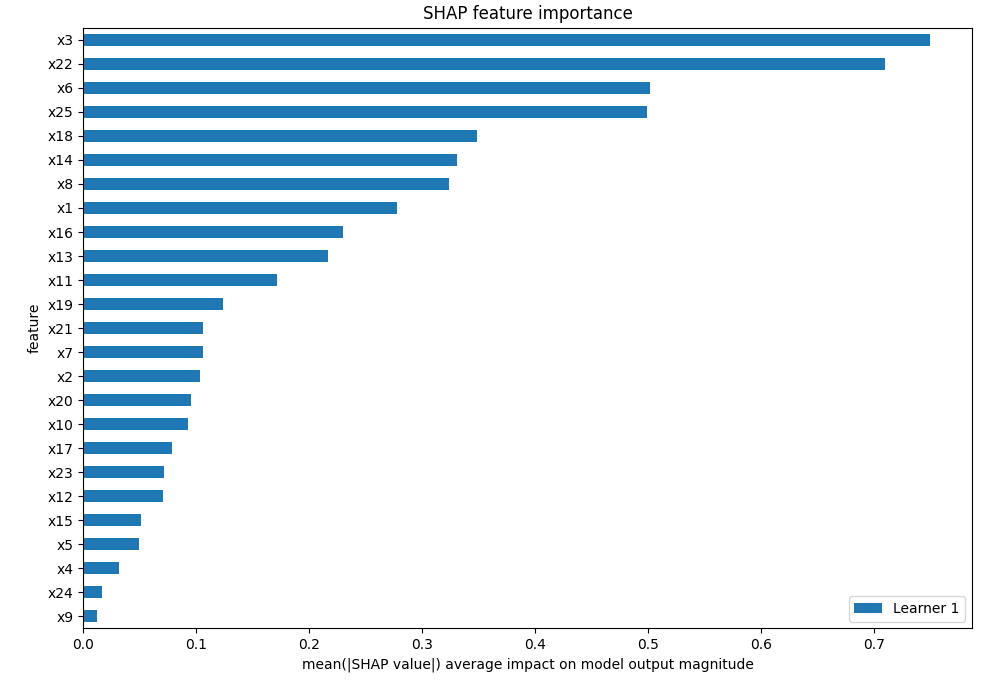 SHAP feature importance
x3
x22
x6
x25
x18
x14
x8
x1
x16
x13
x11
x19
x21
x7
x2
x20
x10
x17
x23
x12
x15
x5
x4
x24
x9
feature
Learner 1
0.0 0.1 0.2 0.3 0.4 0.5 0.6 0.7
mean(|SHAP value|) average impact on model output magnitude